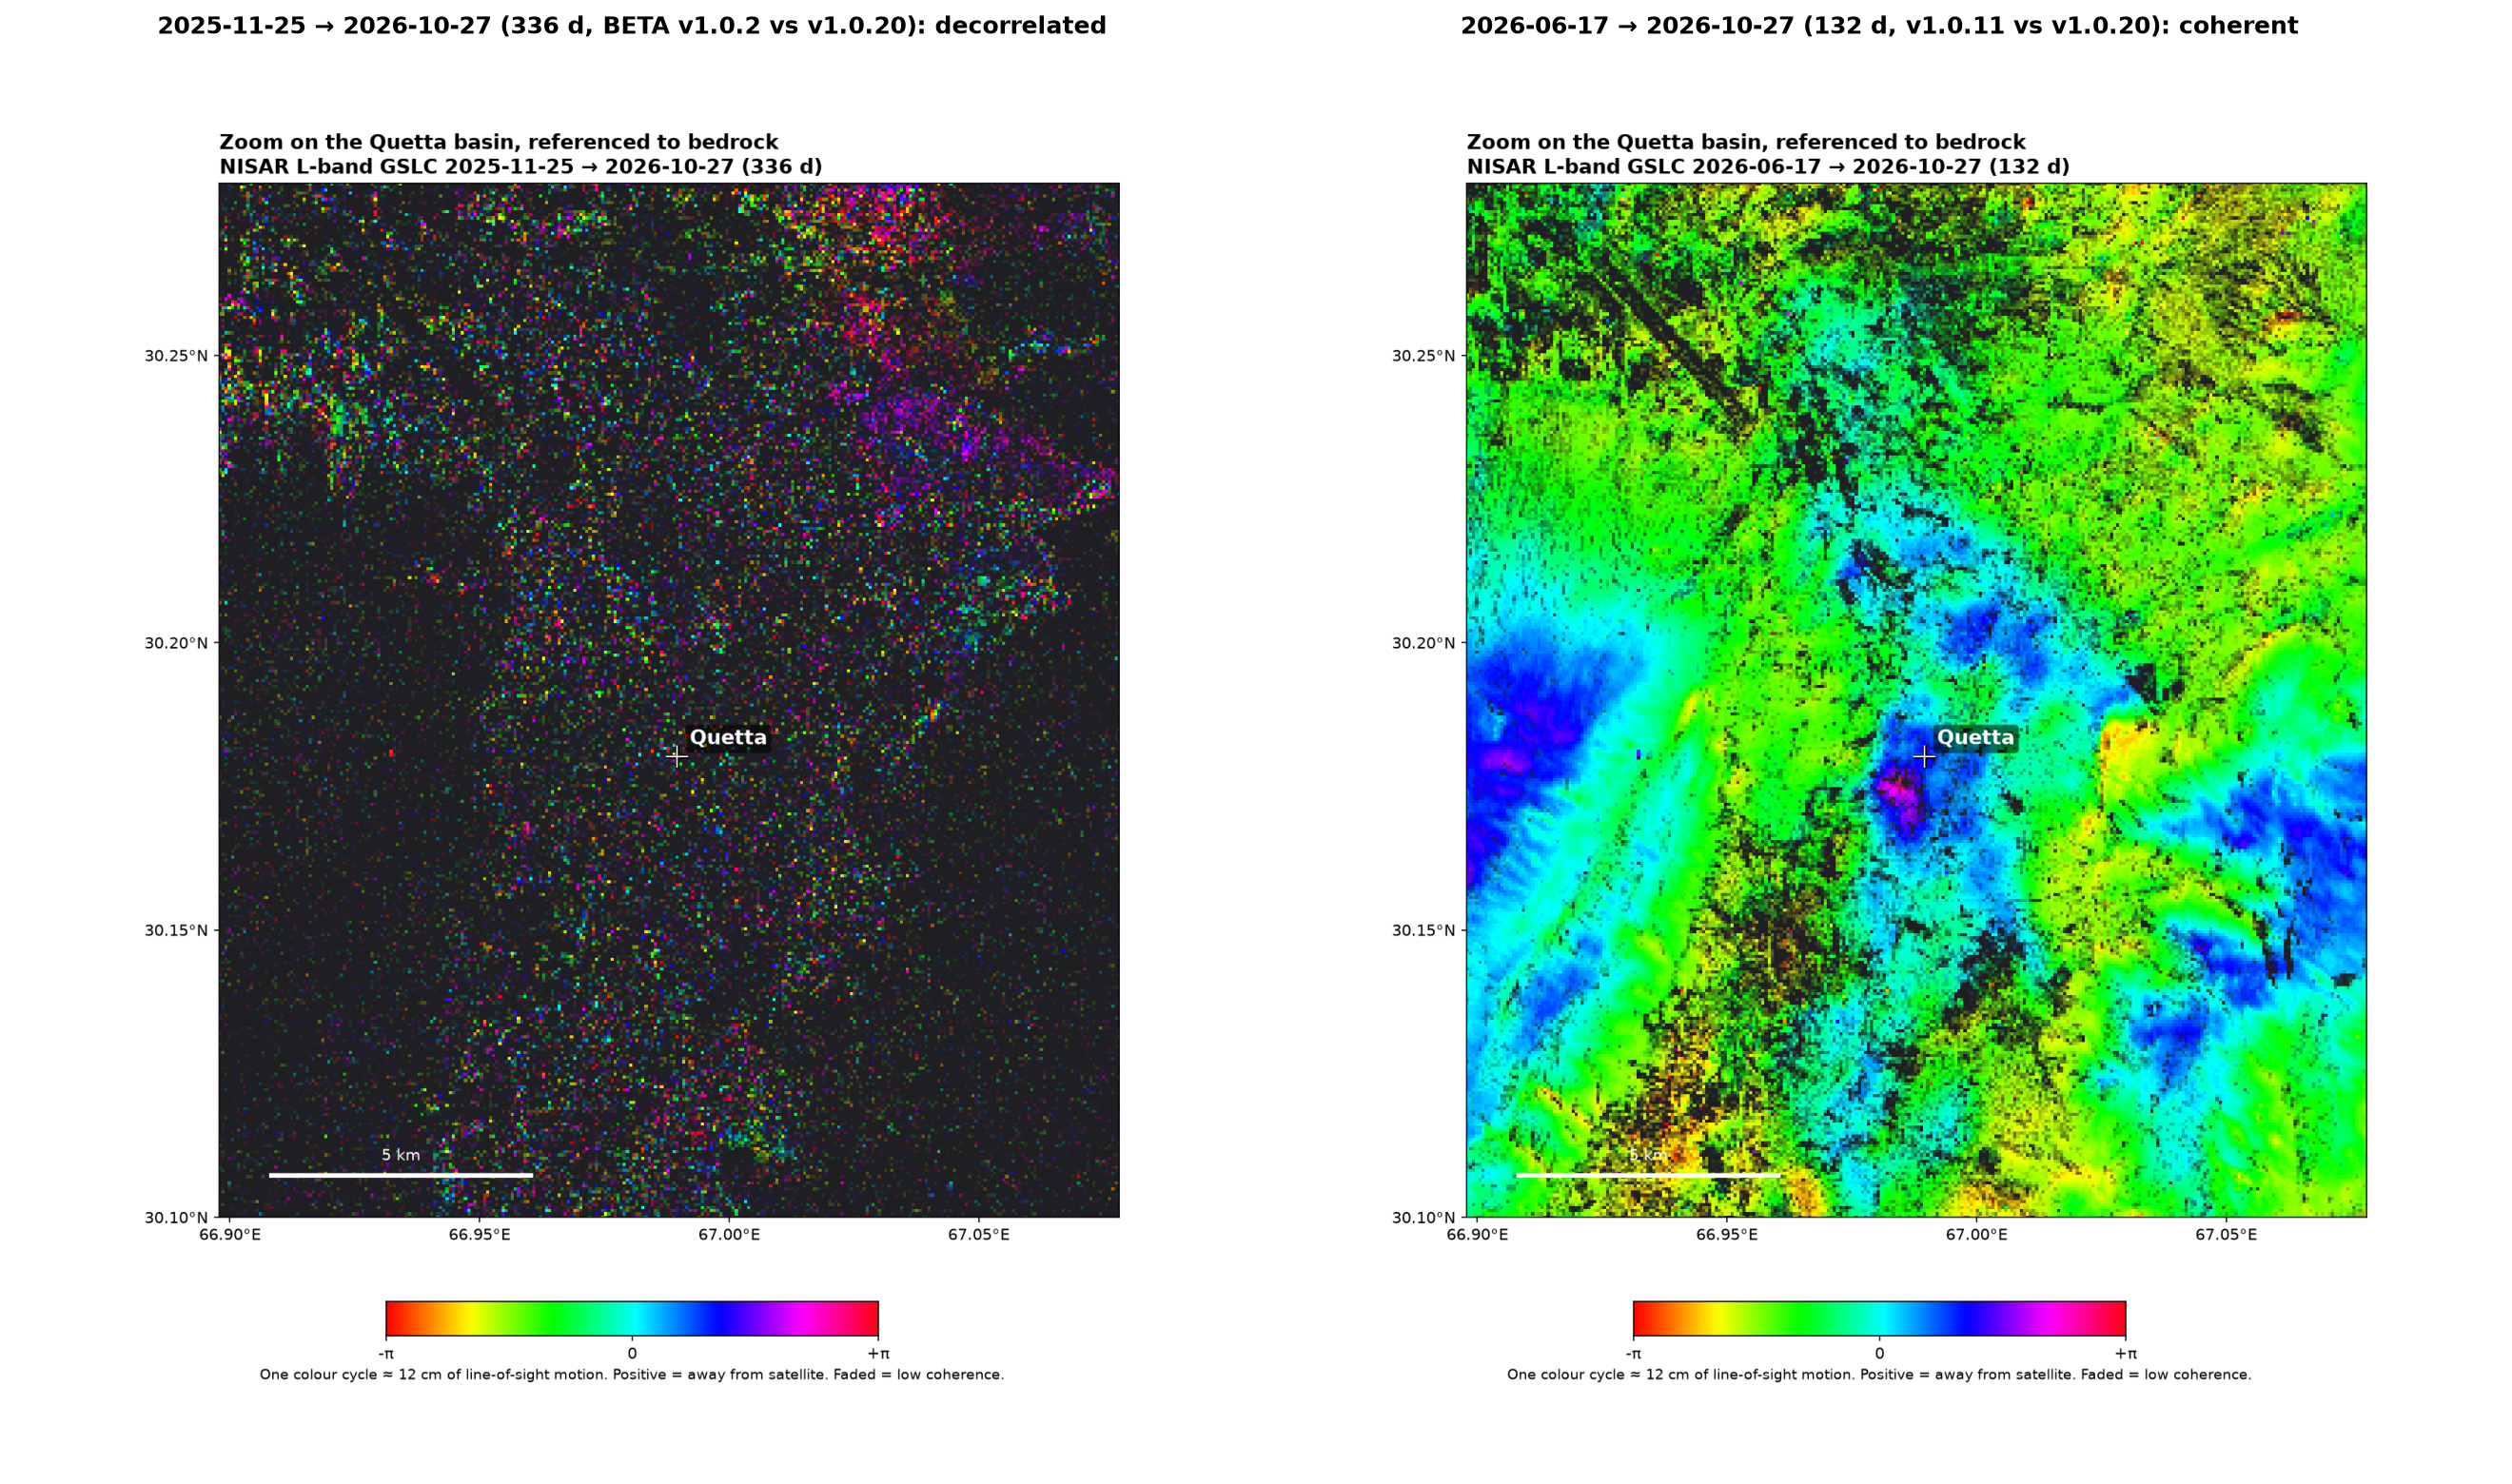 2025-11-25 → 2026-10-27 (336 d, BETA v1.0.2 vs v1.0.20): decorrelated
Zoom on the Quetta basin, referenced to bedrock
NISAR L-band GSLC 2025-11-25 → 2026-10-27 (336 d)
30.25°N
30.20°N
Quetta
30.15°N
5 km
30.10°N
66.90°E 66.95°E 67.00°E 67.05°E
-π 0 +π
One colour cycle ≈ 12 cm of line-of-sight motion. Positive = away from satellite. Faded = low coherence.
2026-06-17 → 2026-10-27 (132 d, v1.0.11 vs v1.0.20): coherent
Zoom on the Quetta basin, referenced to bedrock
NISAR L-band GSLC 2026-06-17 → 2026-10-27 (132 d)
30.25°N
30.20°N
Quetta
30.15°N
5 km
30.10°N
66.90°E 66.95°E 67.00°E 67.05°E
-π 0 +π
One colour cycle ≈ 12 cm of line-of-sight motion. Positive = away from satellite. Faded = low coherence.